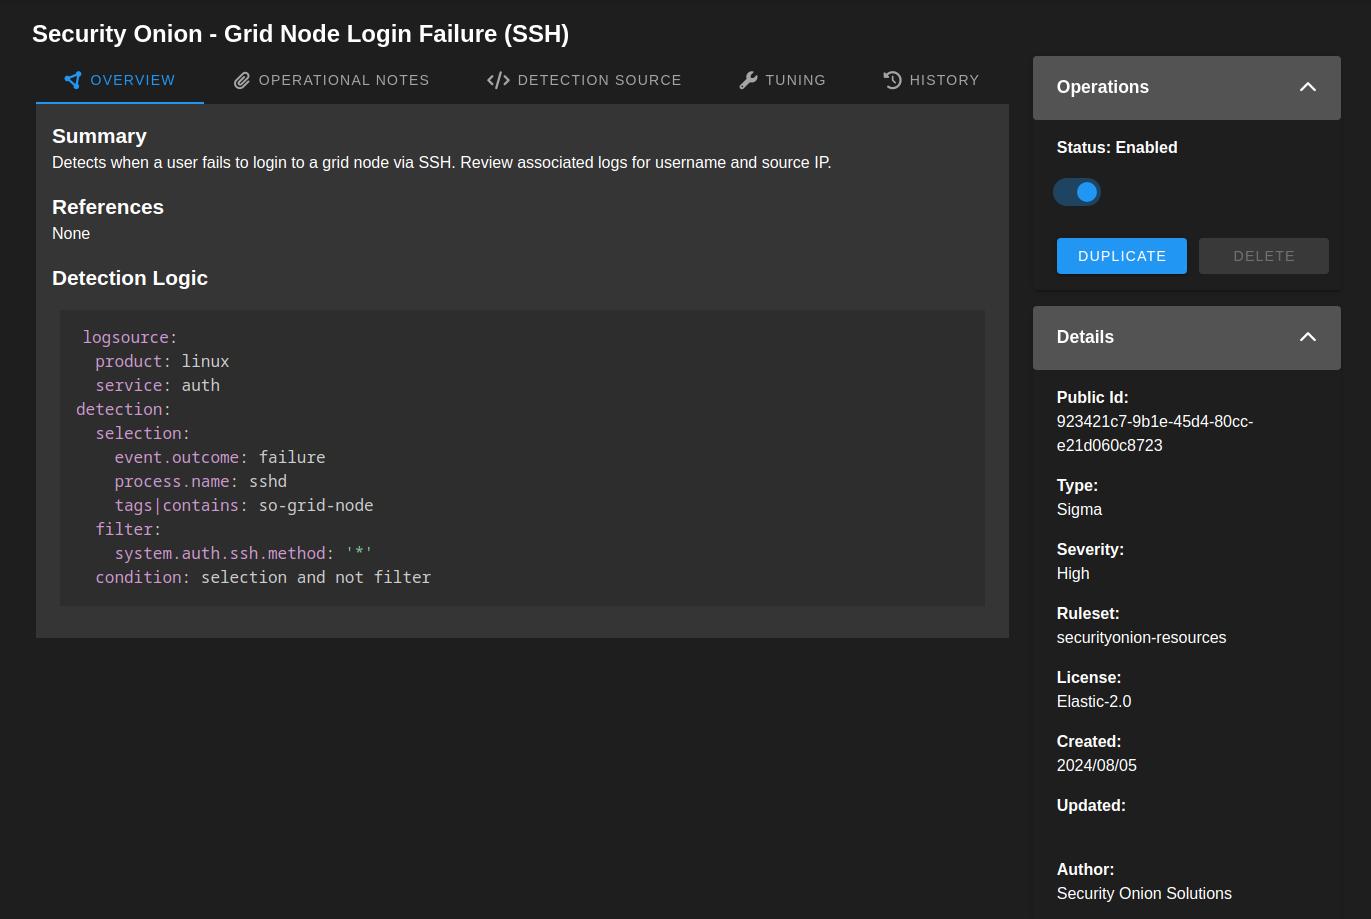 Security Onion - Grid Node Login Failure (SSH)
OVERVIEW
OPERATIONAL NOTES
DETECTION SOURCE
TUNING
HISTORY
Summary
Detects when a user fails to login to a grid node via SSH. Review associated logs for username and source IP.
References
None
Detection Logic
logsource:
  product: linux
  service: auth
detection:
  selection:
    event.outcome: failure
    process.name: sshd
    tags|contains: so-grid-node
  filter:
    system.auth.ssh.method: '*'
  condition: selection and not filter
Operations
Status: Enabled
DUPLICATE
DELETE
Details
Public Id:
923421c7-9b1e-45d4-80cc-
e21d060c8723
Type:
Sigma
Severity:
High
Ruleset:
securityonion-resources
License:
Elastic-2.0
Created:
2024/08/05
Updated:
Author:
Security Onion Solutions